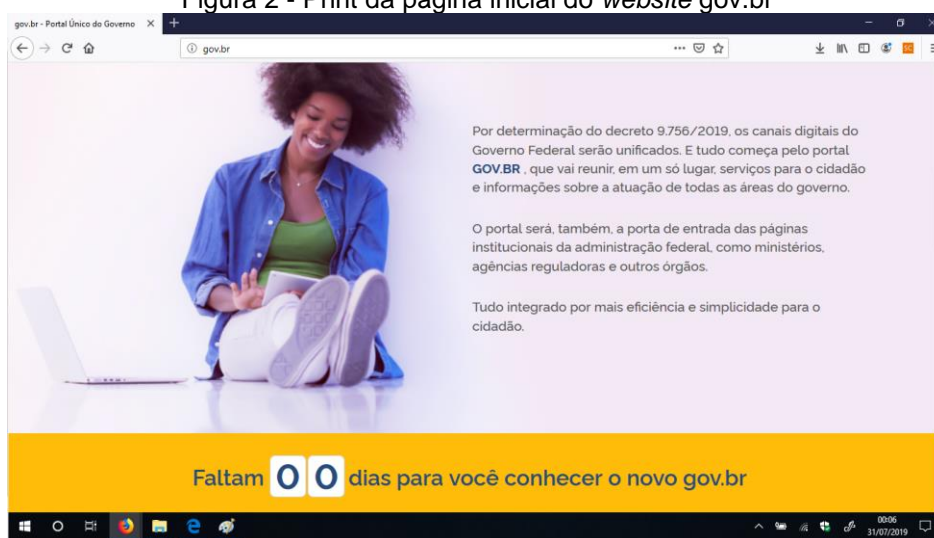 Figura 2 - Print da página inicial do website gov.br
gov.br - Portal Único do Governo
gov.br
Por determinação do decreto 9.756/2019, os canais digitais do
Governo Federal serão unificados. E tudo começa pelo portal
GOV.BR , que vai reunir, em um só lugar, serviços para o cidadão
e informações sobre a atuação de todas as áreas do governo.
O portal será, também, a porta de entrada das páginas
institucionais da administração federal, como ministérios,
agências reguladoras e outros órgãos.
Tudo integrado por mais eficiência e simplicidade para o
cidadão.
Faltam 00 dias para você conhecer o novo gov.br
00:06
31/07/2019